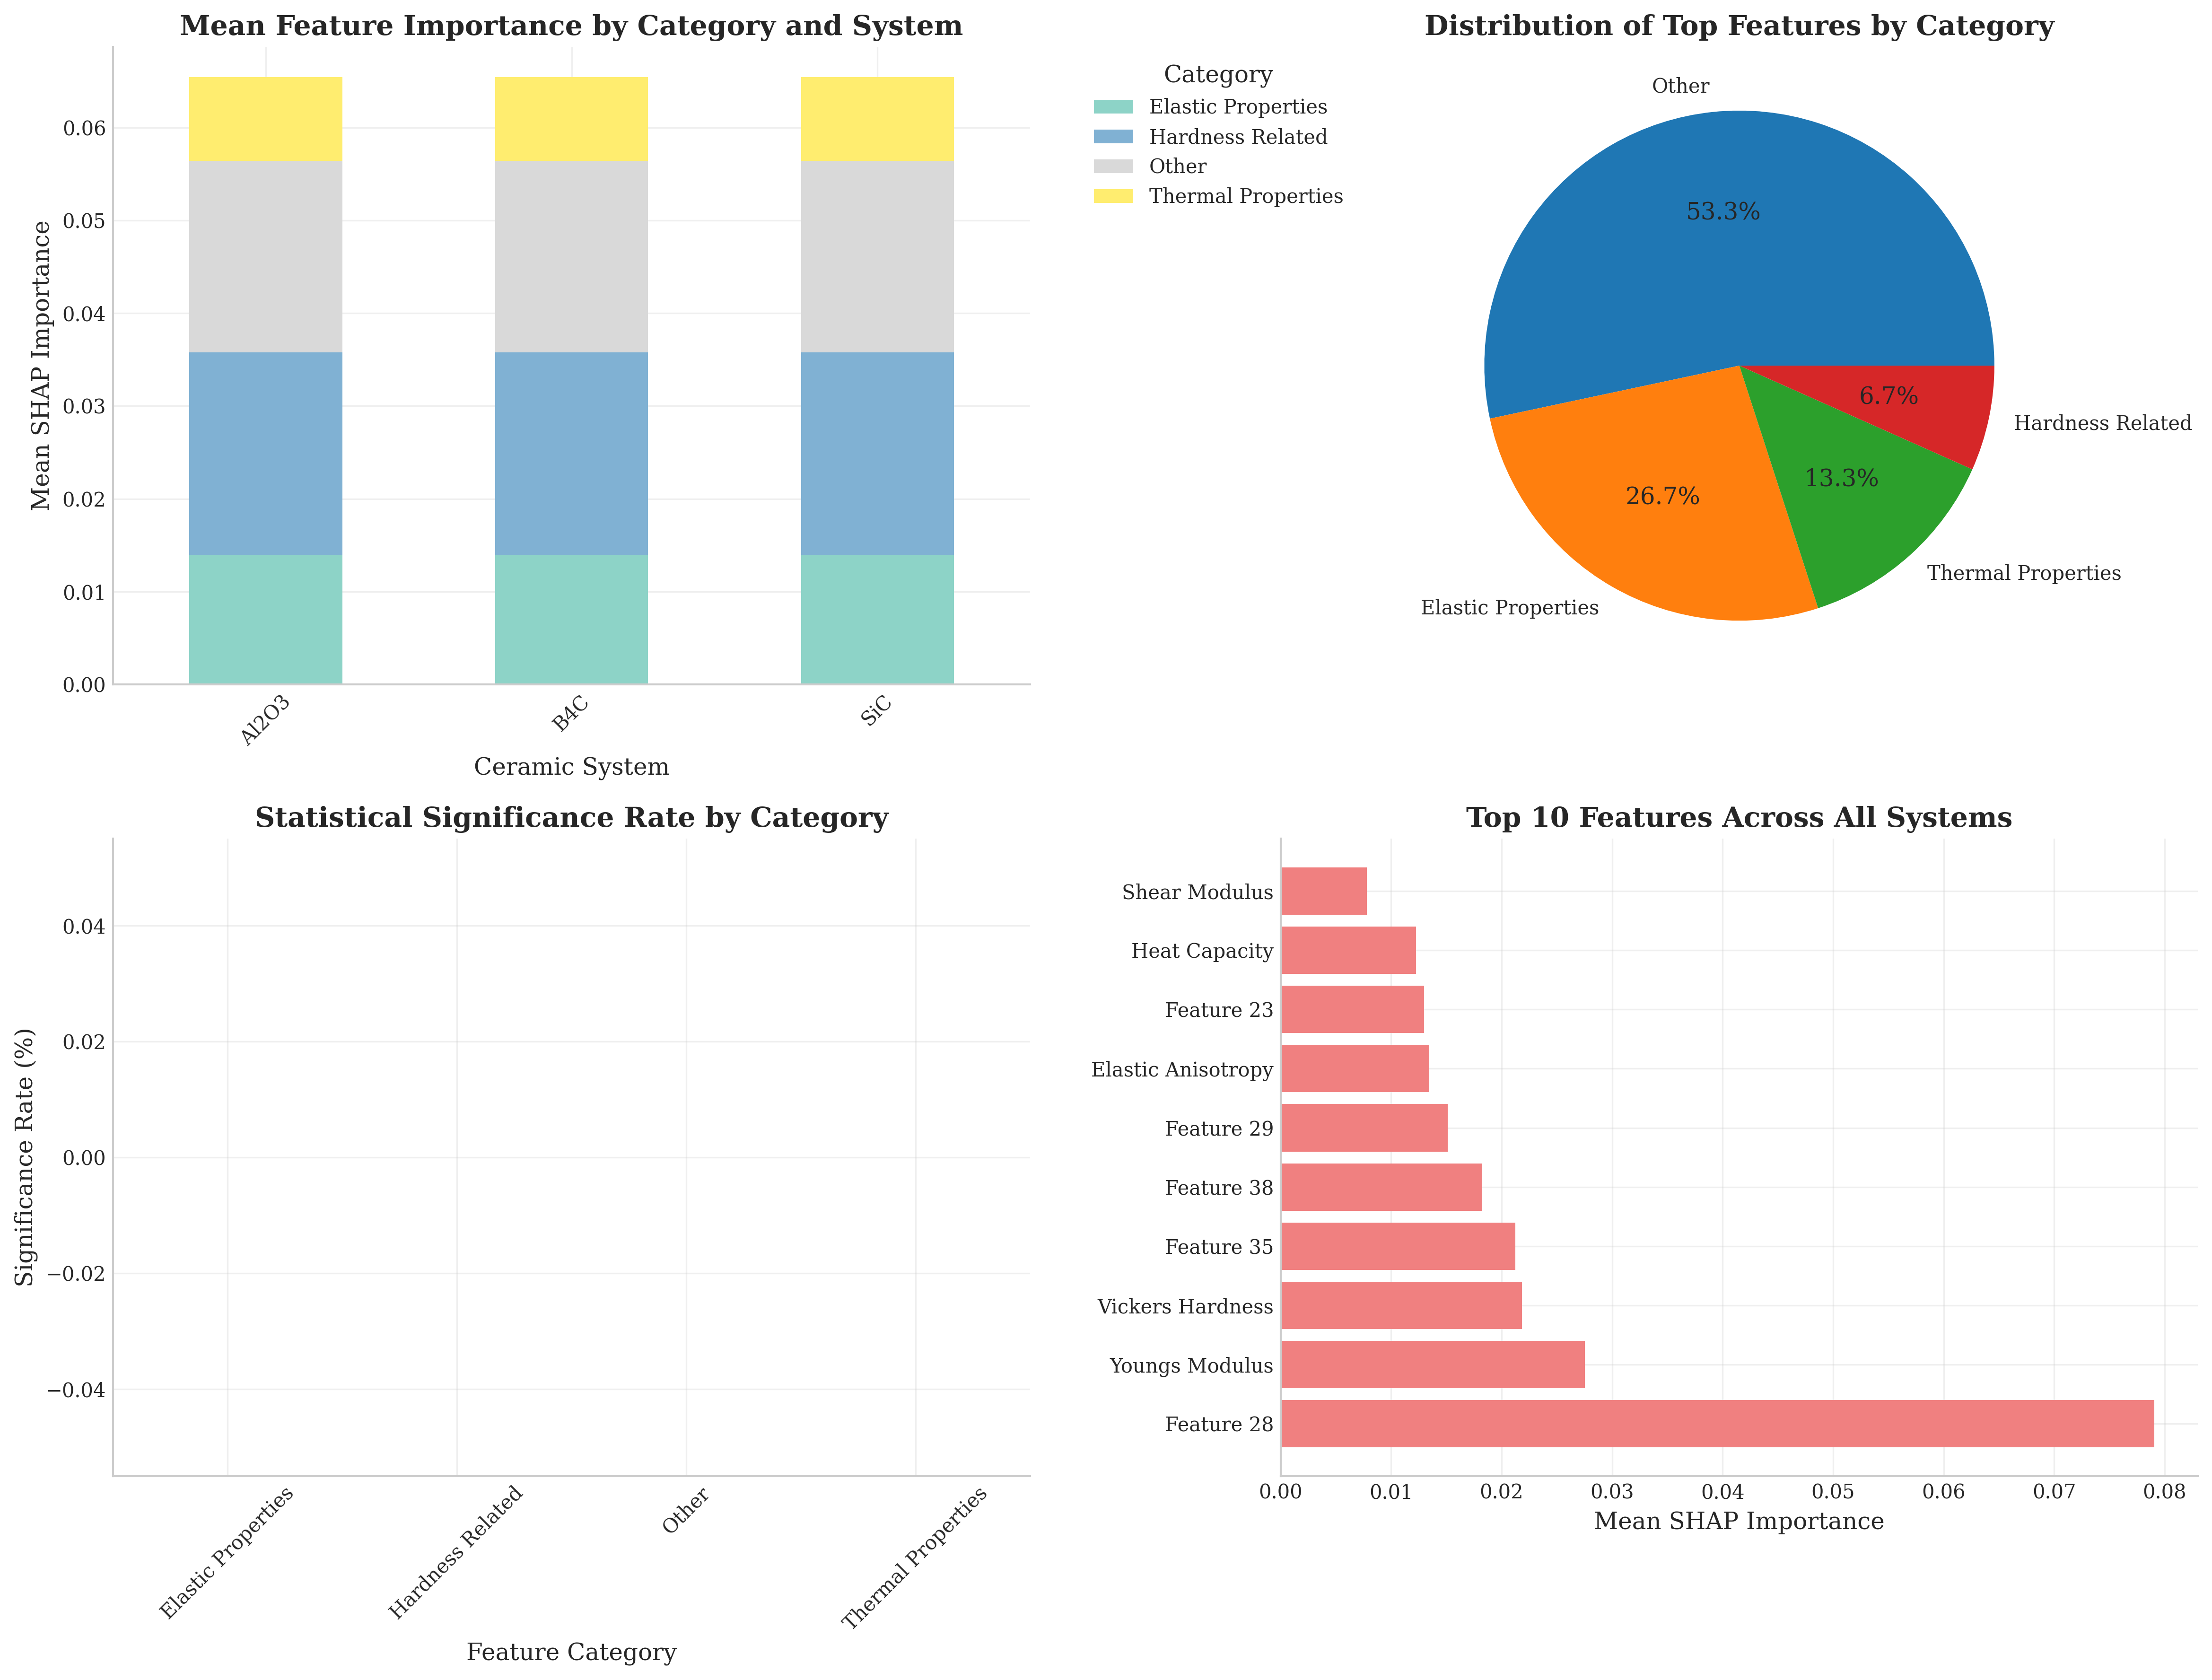 Mean Feature Importance by Category and System
Mean SHAP Importance
0.06
0.05
0.04
0.03
0.02
0.01
0.00
Al2O3
B4C
SiC
Ceramic System
Category
Elastic Properties
Hardness Related
Other
Thermal Properties
Distribution of Top Features by Category
Other
53.3%
6.7%
Hardness Related
13.3%
26.7%
Thermal Properties
Elastic Properties
Statistical Significance Rate by Category
Significance Rate (%)
0.04
0.02
0.00
−0.02
−0.04
Elastic Properties
Hardness Related
Other
Thermal Properties
Feature Category
Top 10 Features Across All Systems
Shear Modulus
Heat Capacity
Feature 23
Elastic Anisotropy
Feature 29
Feature 38
Feature 35
Vickers Hardness
Youngs Modulus
Feature 28
0.00
0.01
0.02
0.03
0.04
0.05
0.06
0.07
0.08
Mean SHAP Importance